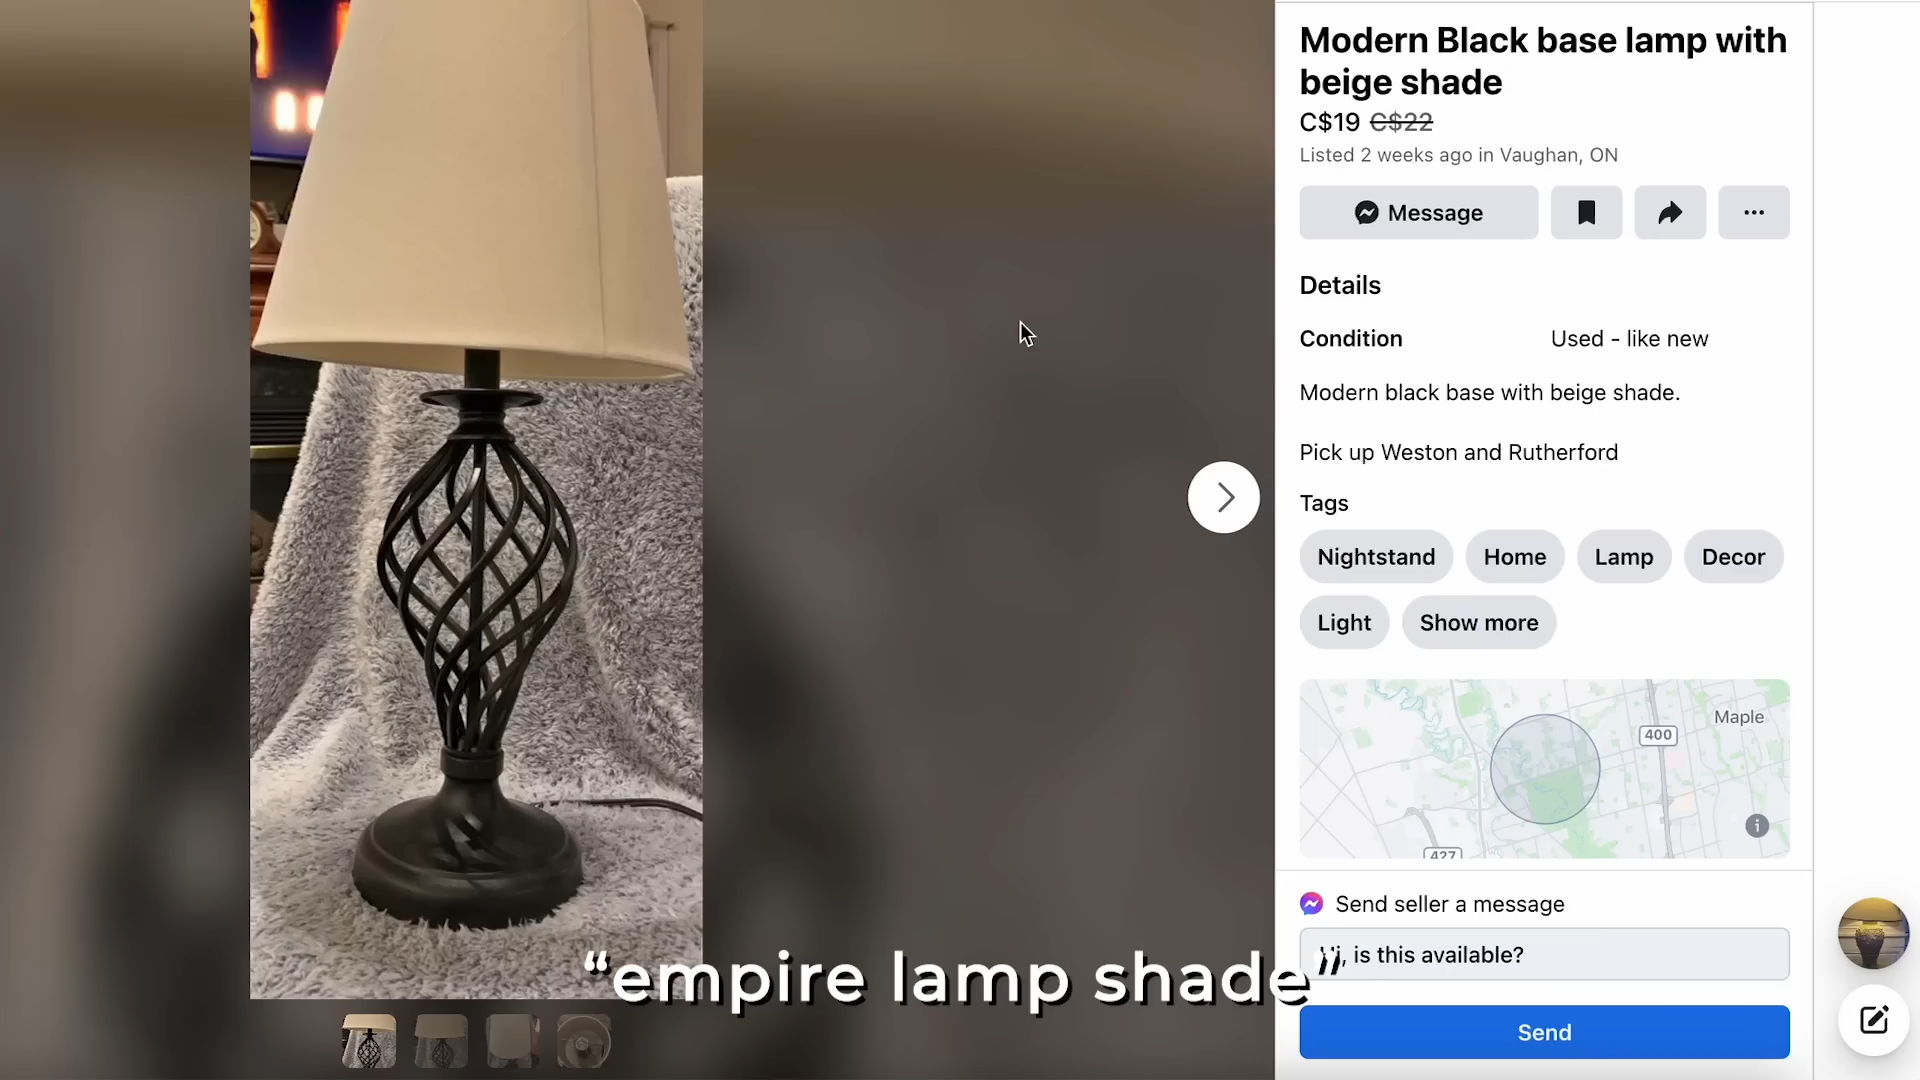 Modern Black base lamp with
beige shade
C$19 C$22
Listed 2 weeks ago in Vaughan, ON
Message
Details
Condition Used - like new
Modern black base with beige shade.
Pick up Weston and Rutherford
Tags
Nightstand Home Lamp Decor
Light Show more
Maple
400
427
Send seller a message
Hi, is this available?
“empire lamp shade”
Send